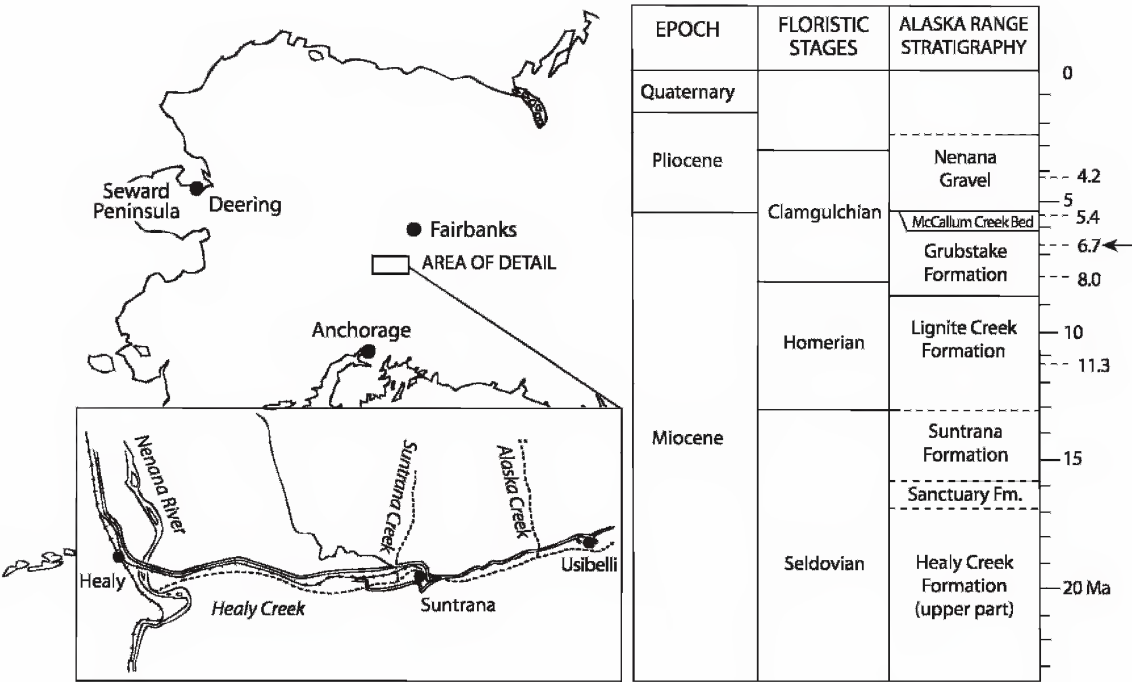 Seward
Peninsula
Deering
Fairbanks
AREA OF DETAIL
Anchorage
Nenana River
Suntrana Creek
Alaska Creek
Healy
Healy Creek
Suntrana
Usibelli
EPOCH
FLORISTIC
STAGES
ALASKA RANGE
STRATIGRAPHY
Quaternary
Pliocene
Miocene
Clamgulchian
Homerian
Seldovian
Nenana
Gravel
McCallum Creek Bed
Grubstake
Formation
Lignite Creek
Formation
Suntrana
Formation
Sanctuary Fm.
Healy Creek
Formation
(upper part)
0
4.2
5
5.4
6.7
8.0
10
11.3
15
20 Ma